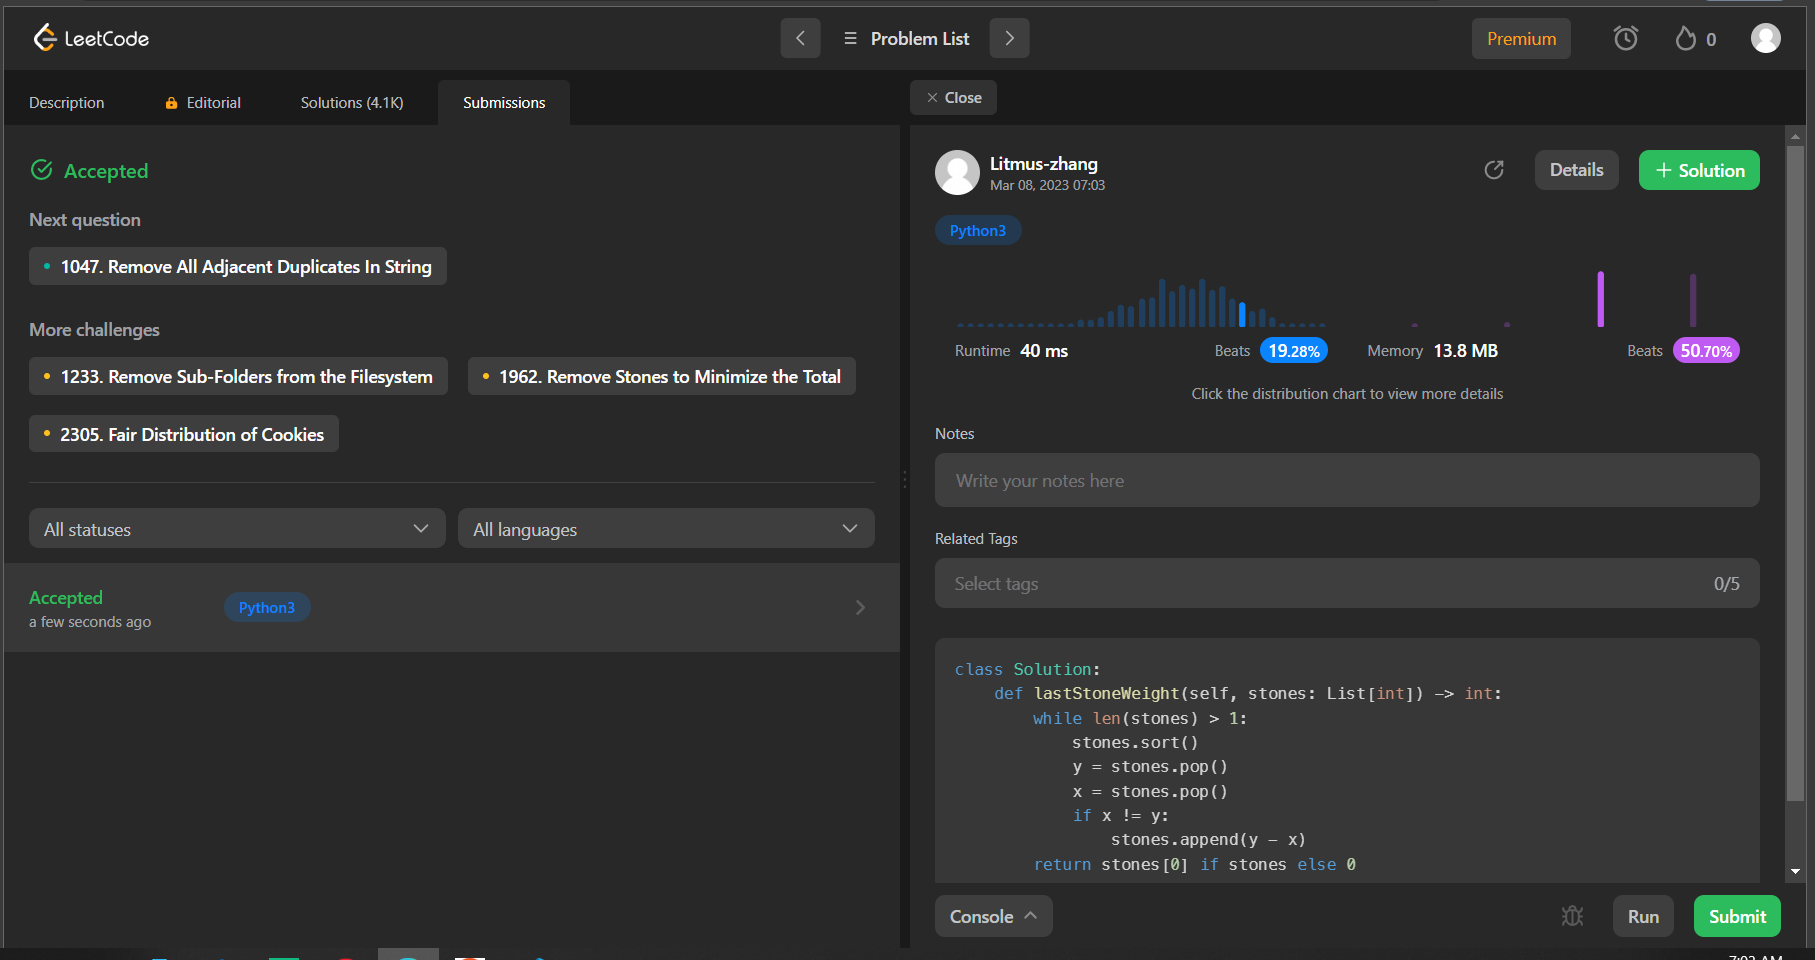 LeetCode
Problem List
Premium
0
Description
Editorial
Solutions (4.1K)
Submissions
Close
Accepted
Next question
1047. Remove All Adjacent Duplicates In String
More challenges
1233. Remove Sub-Folders from the Filesystem
1962. Remove Stones to Minimize the Total
2305. Fair Distribution of Cookies
All statuses
All languages
Accepted
a few seconds ago
Python3
Litmus-zhang
Mar 08, 2023 07:03
Details
+ Solution
Python3
Runtime 40 ms
Beats 19.28%
Memory 13.8 MB
Beats 50.70%
Click the distribution chart to view more details
Notes
Write your notes here
Related Tags
Select tags
0/5
class Solution:
    def lastStoneWeight(self, stones: List[int]) -> int:
        while len(stones) > 1:
            stones.sort()
            y = stones.pop()
            x = stones.pop()
            if x != y:
                stones.append(y - x)
        return stones[0] if stones else 0
Console
Run
Submit